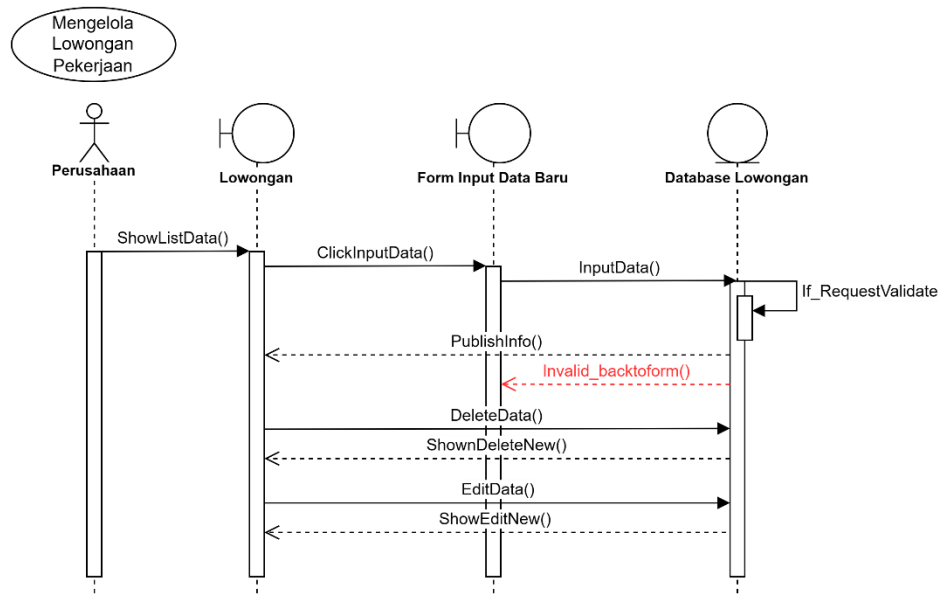 Mengelola
Lowongan
Pekerjaan
Perusahaan
Lowongan
Form Input Data Baru
Database Lowongan
ShowListData()
ClickInputData()
InputData()
If_RequestValidate
PublishInfo()
Invalid_backtoform()
DeleteData()
ShownDeleteNew()
EditData()
ShowEditNew()